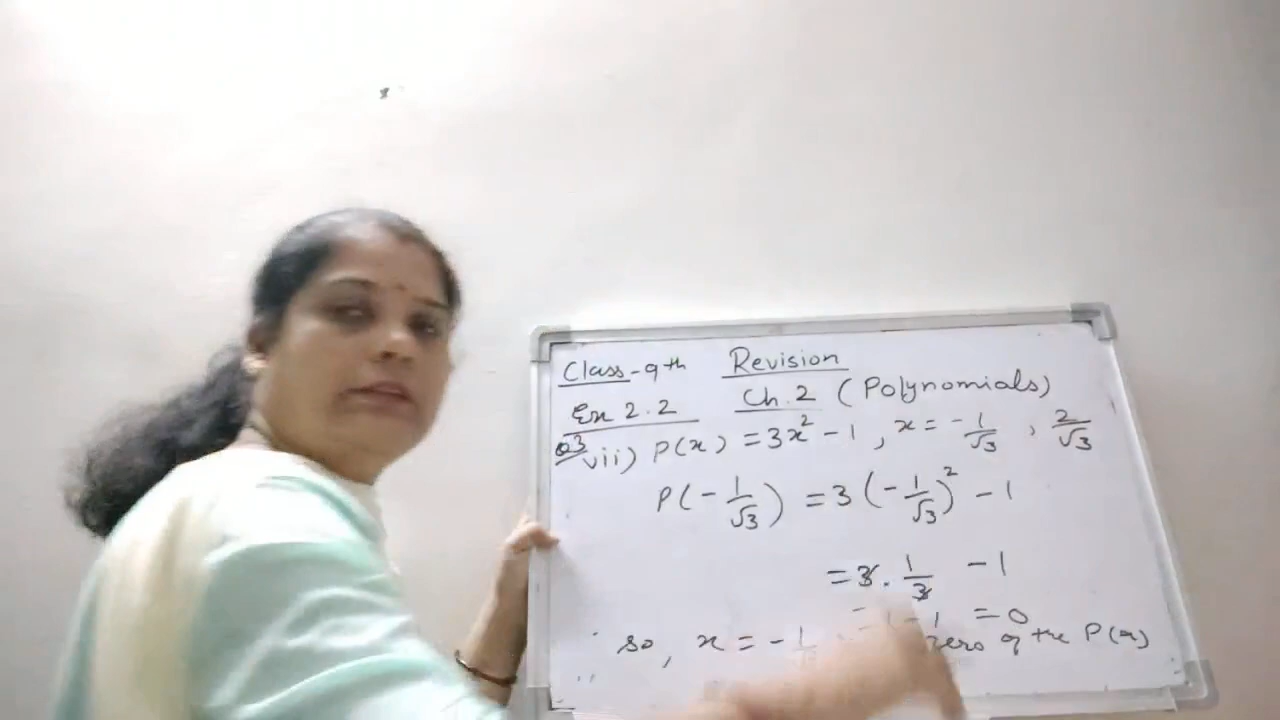 Class-9th Revision
Ex 2.2 Ch.2 (Polynomials)
Q3 vii) P(x) = 3x² - 1 , x = -1/√3 , 2/√3
P(-1/√3) = 3(-1/√3)² - 1
= 3 · 1/3 - 1
= 1 - 1 = 0
so, x = -1 zero of the P(x)